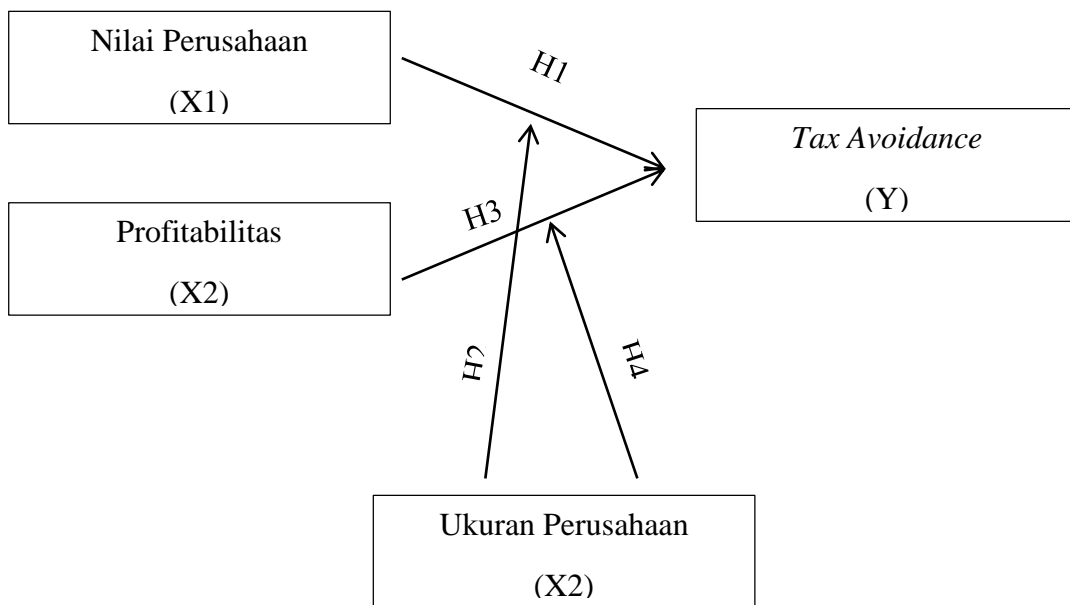 Nilai Perusahaan
(X1)
H1
Tax Avoidance
(Y)
Profitabilitas
(X2)
H3
H2
H4
Ukuran Perusahaan
(X2)